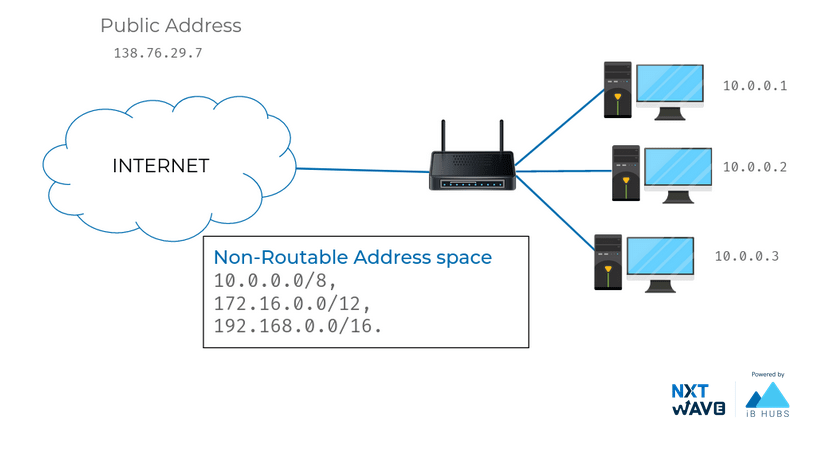 Public Address
138.76.29.7
INTERNET
10.0.0.1
10.0.0.2
10.0.0.3
Non-Routable Address space
10.0.0.0/8,
172.16.0.0/12,
192.168.0.0/16.
NXT
WAVE
Powered by
iB HUBS